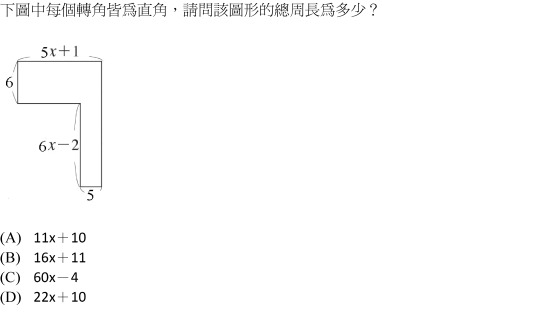 下圖中每個轉角皆爲直角，請問該圖形的總周長爲多少？
5x＋1
6
6x－2
5
(A) 11x＋10
(B) 16x＋11
(C) 60x－4
(D) 22x＋10